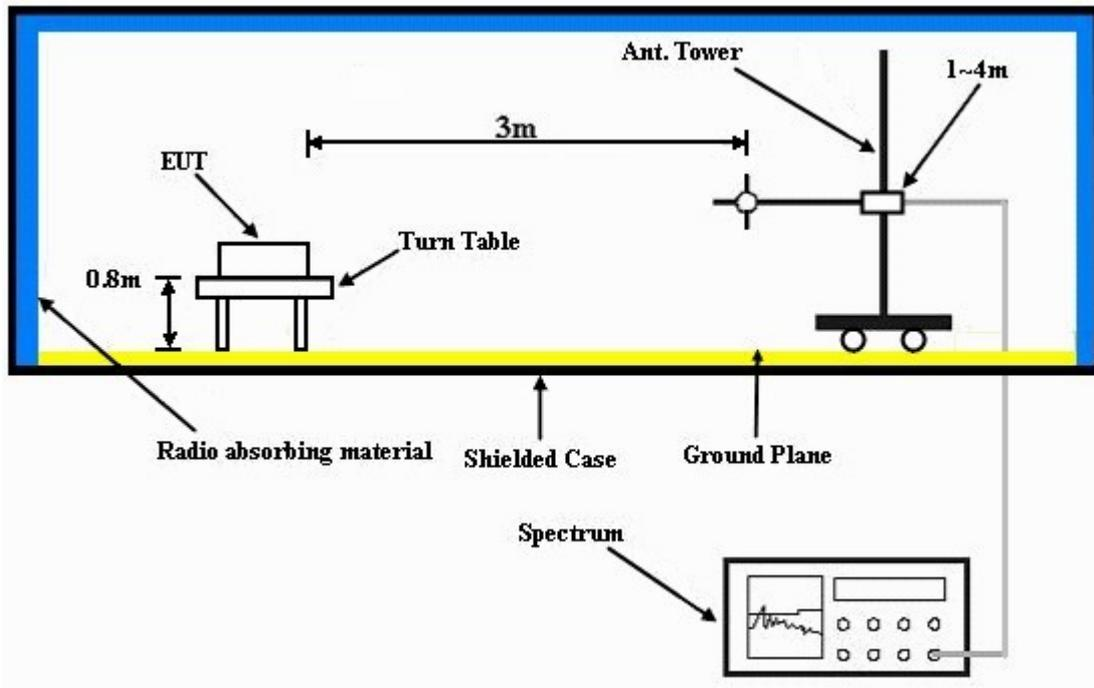 Ant. Tower
1~4m
3m
EUT
Turn Table
0.8m
Radio absorbing material
Shielded Case
Ground Plane
Spectrum